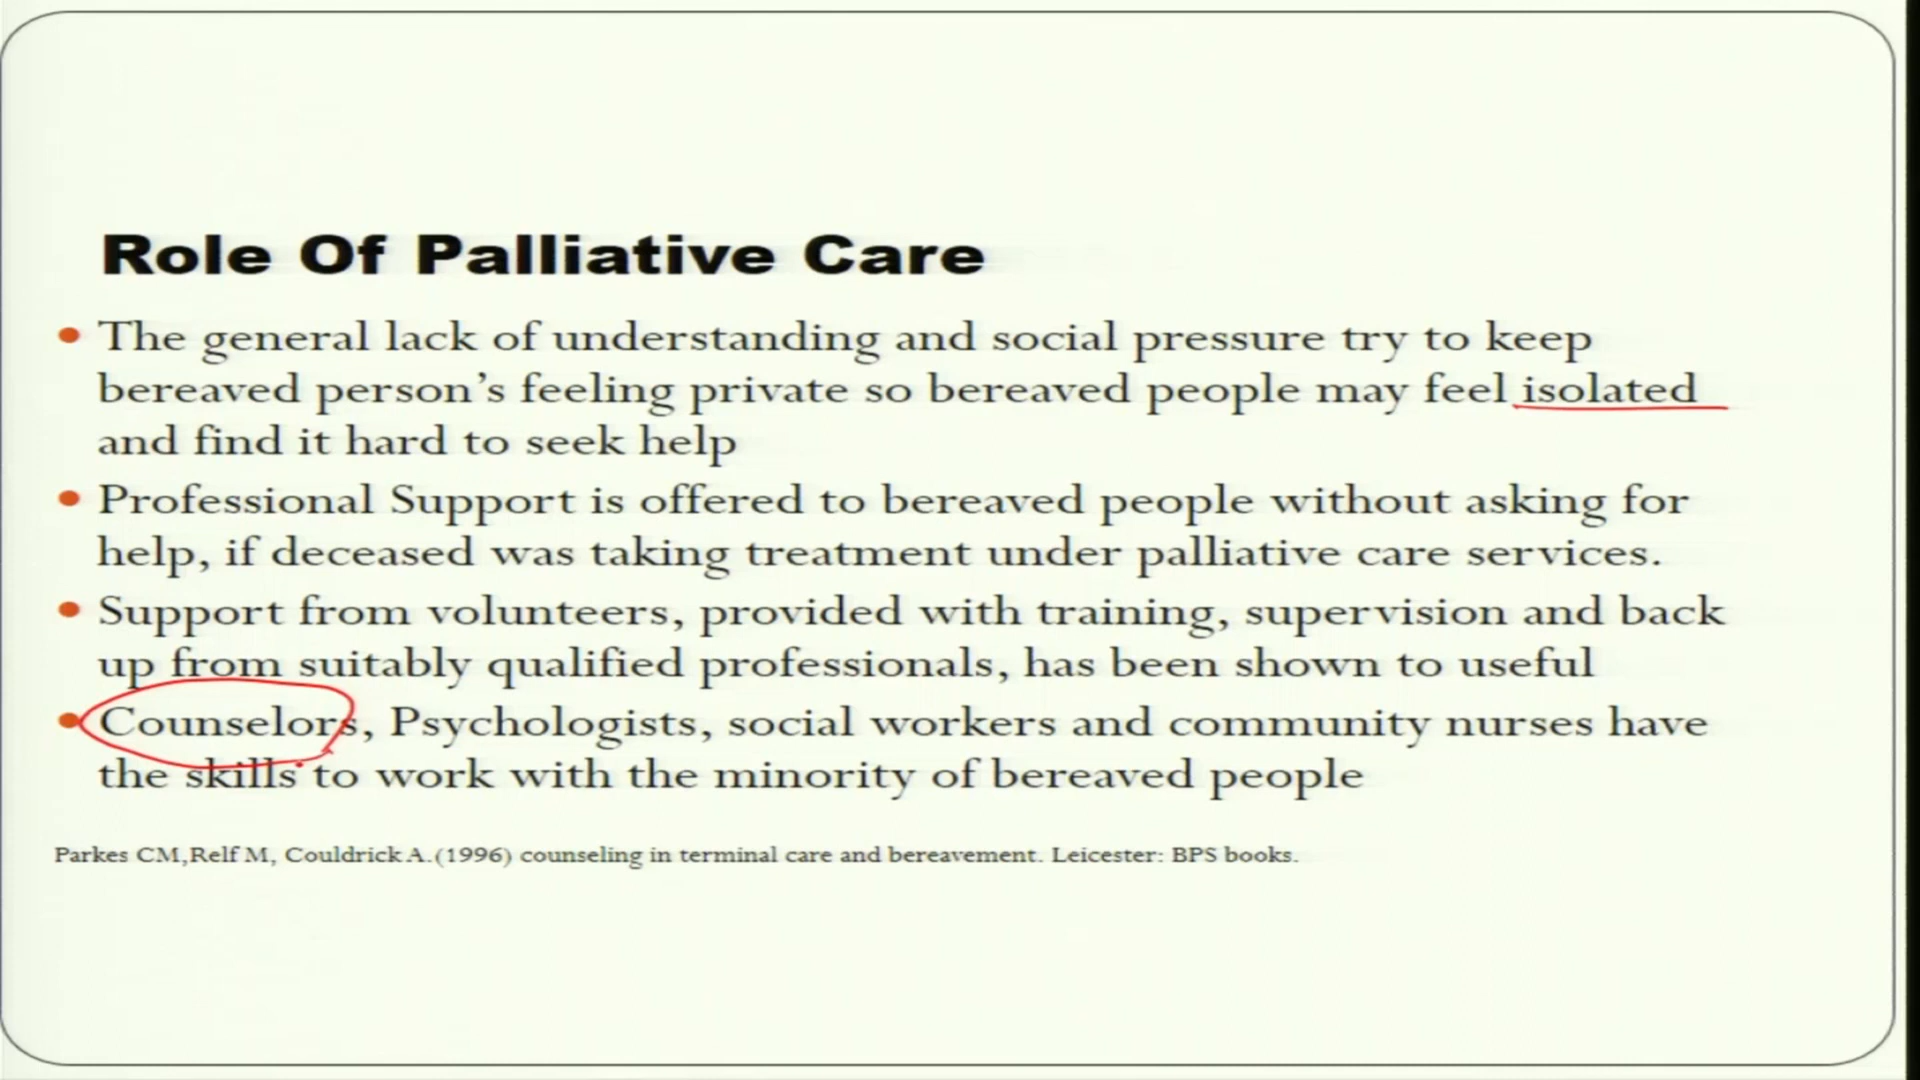 Role Of Palliative Care
• The general lack of understanding and social pressure try to keep
bereaved person’s feeling private so bereaved people may feel isolated
and find it hard to seek help
• Professional Support is offered to bereaved people without asking for
help, if deceased was taking treatment under palliative care services.
• Support from volunteers, provided with training, supervision and back
up from suitably qualified professionals, has been shown to useful
• Counselors, Psychologists, social workers and community nurses have
the skills to work with the minority of bereaved people
Parkes CM,Relf M, Couldrick A.(1996) counseling in terminal care and bereavement. Leicester: BPS books.